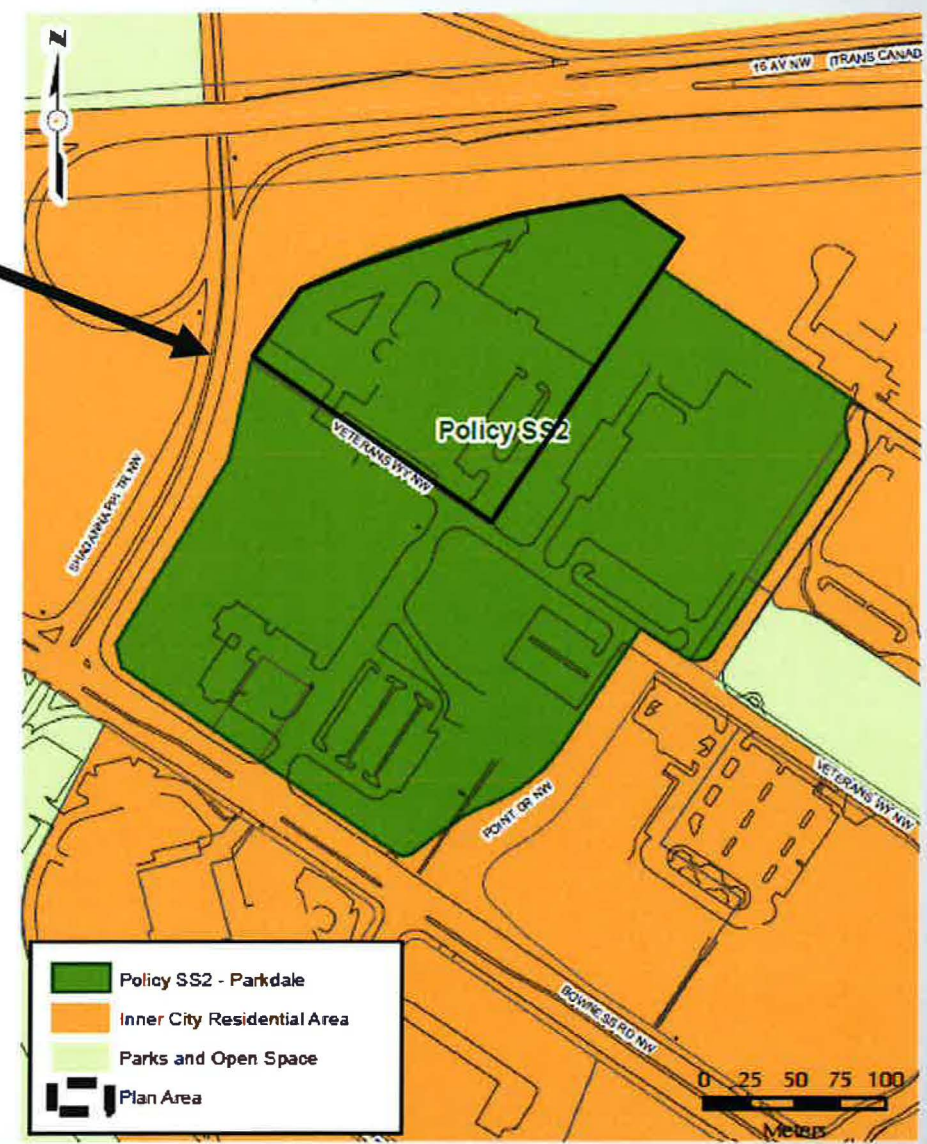 N
16 AV NW (TRANS CANAD
Policy SS2
VETERANS WY NW
SHAGANAPPI TR NW
POINT DR NW
VETERANS WY NW
BOWNESS RD NW
Policy SS2 - Parkdale
Inner City Residential Area
Parks and Open Space
Plan Area
0 25 50 75 100
Meters